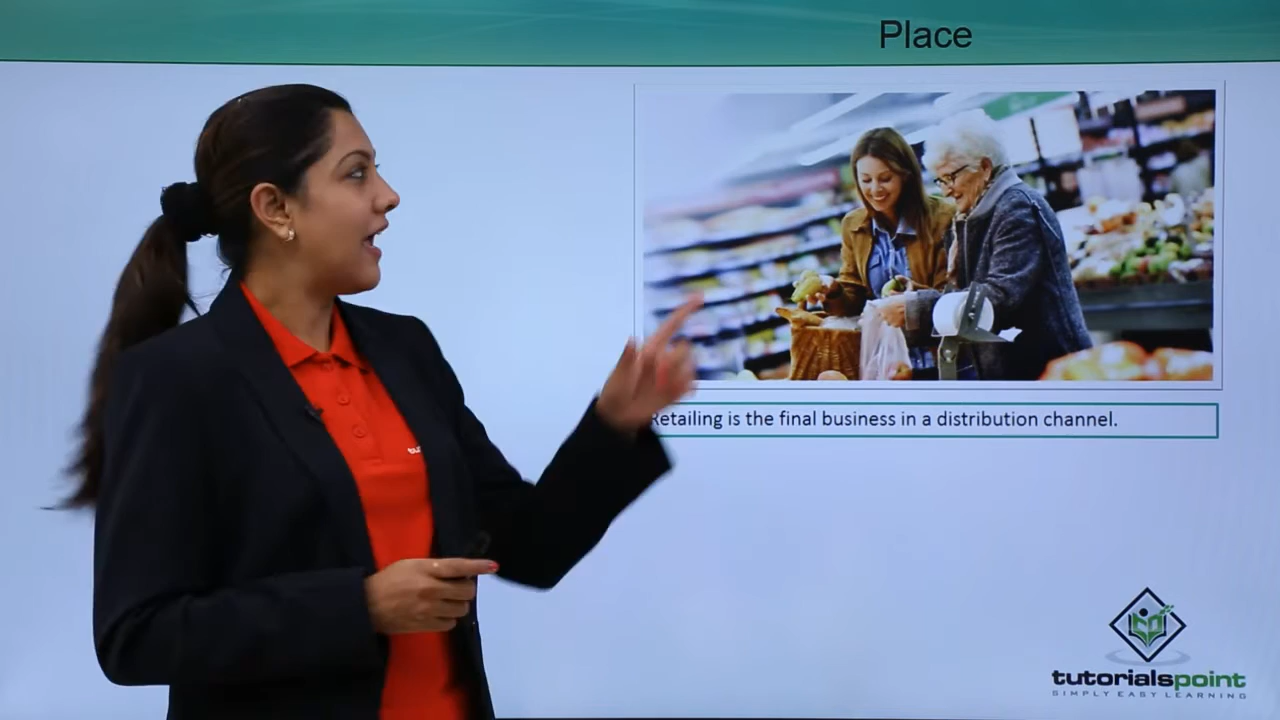 Place
Retailing is the final business in a distribution channel.
tutorialspoint
SIMPLY EASY LEARNING